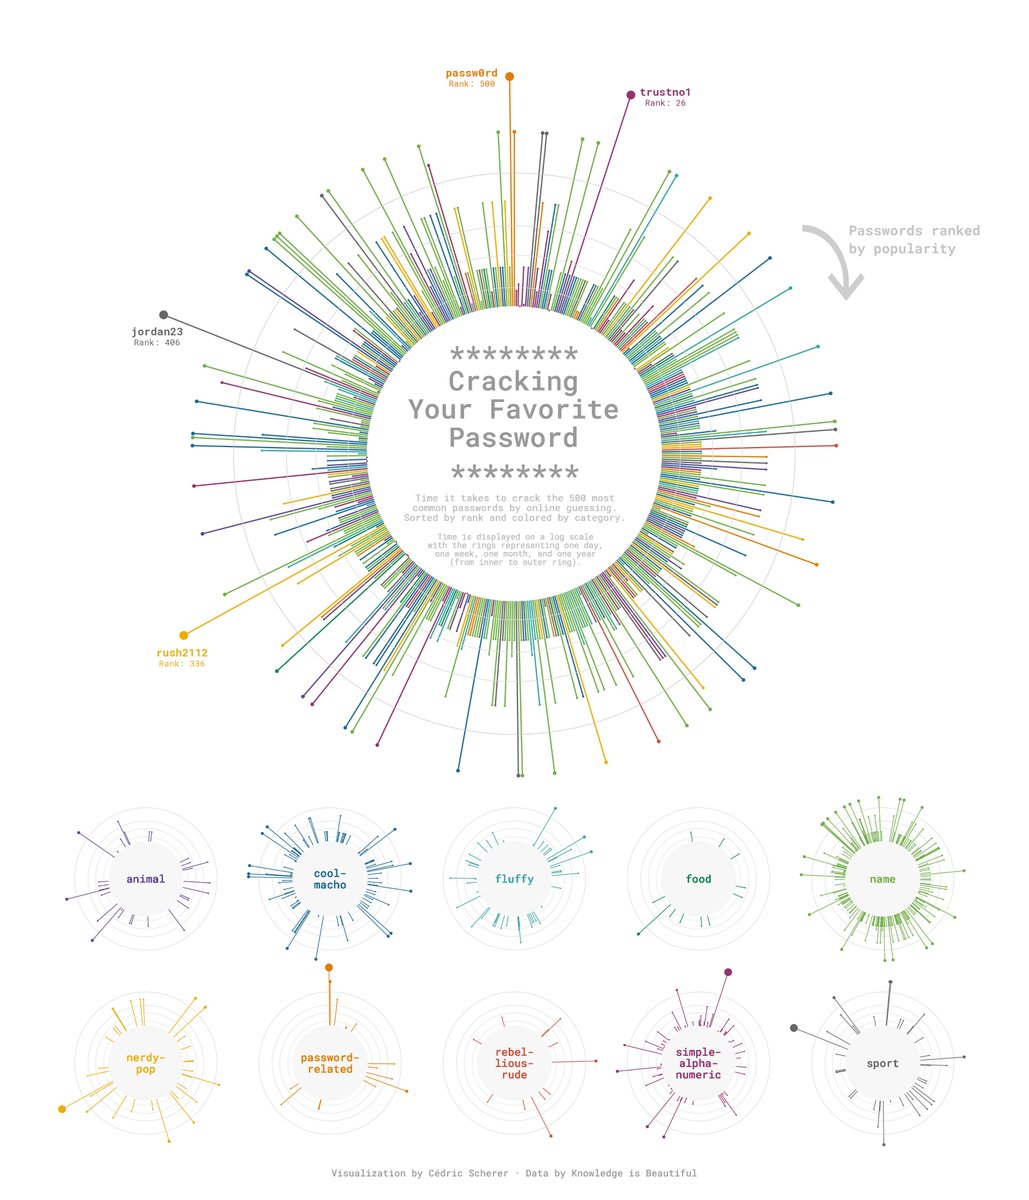 passw0rd
Rank: 500
trustno1
Rank: 26
Passwords ranked
by popularity
jordan23
Rank: 406
********
Cracking
Your Favorite
Password
********
Time it takes to crack the 500 most
common passwords by online guessing.
Sorted by rank and colored by category.
Time is displayed on a log scale
with the rings representing one day,
one week, one month, and one year
(from inner to outer ring).
rush2112
Rank: 336
animal
cool-
macho
fluffy
food
name
nerdy-
pop
password-
related
rebel-
lious-
rude
simple-
alpha-
numeric
sport
Visualization by Cédric Scherer · Data by Knowledge is Beautiful